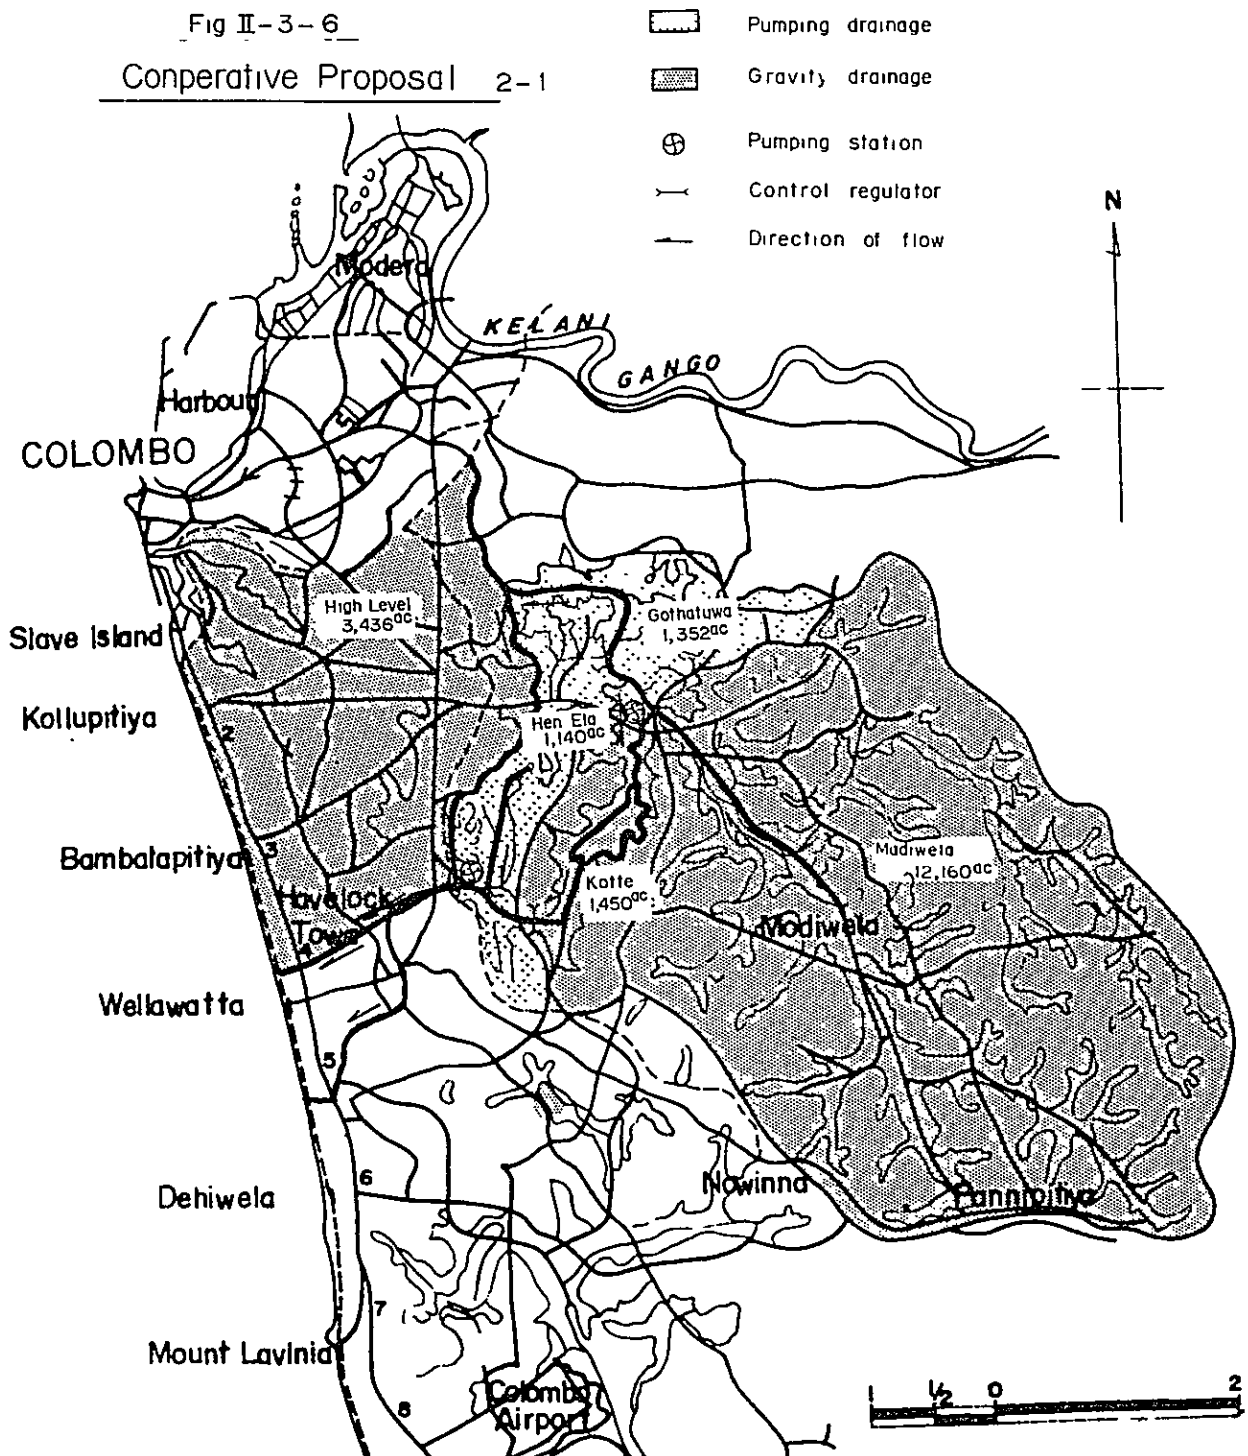 Fig II-3-6
Conperative Proposal 2-1
Pumping drainage
Gravity drainage
Pumping station
Control regulator
Direction of flow
N
Modera
KELANI
GANGO
Harbour
COLOMBO
High Level
3,436ac
Gothatuwa
1,352ac
Slave Island
Kollupitiya
2
Hen Ela
1,140ac
Bambalapitiya
3
Madiwela
12,160ac
Kotte
1,450ac
Havelock
Town
Modiwela
Wellawatta
5
Dehiwela
6
Nowinna
Pannipitiya
7
Mount Lavinia
8
Colombo
Airport
1 1/2 0 2